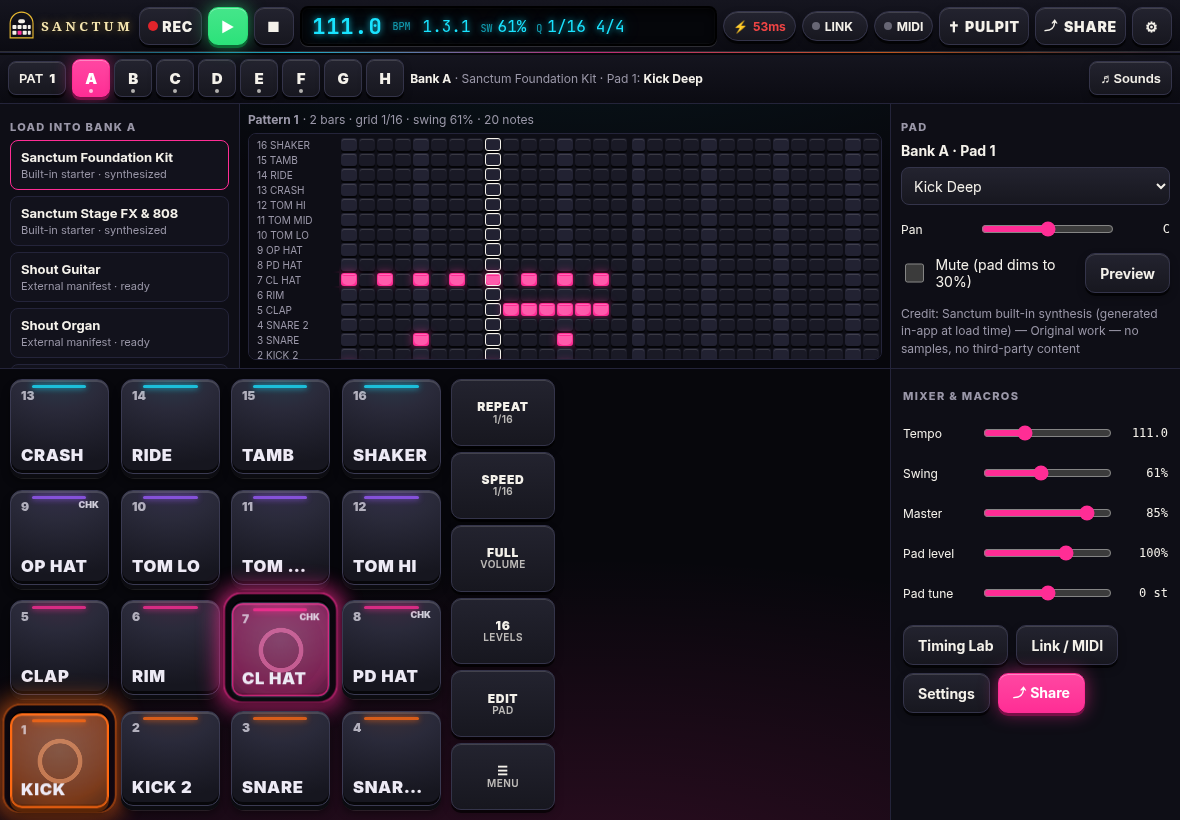 SANCTUM
REC
▶
■
111.0 BPM 1.3.1 SW 61% Q 1/16 4/4
⚡ 53ms
LINK
MIDI
✝ PULPIT
⤴ SHARE
⚙
PAT 1
A
B
C
D
E
F
G
H
Bank A · Sanctum Foundation Kit · Pad 1: Kick Deep
♬ Sounds
LOAD INTO BANK A
Sanctum Foundation Kit
Built-in starter · synthesized
Sanctum Stage FX & 808
Built-in starter · synthesized
Shout Guitar
External manifest · ready
Shout Organ
External manifest · ready
Pattern 1 · 2 bars · grid 1/16 · swing 61% · 20 notes
16 SHAKER
15 TAMB
14 RIDE
13 CRASH
12 TOM HI
11 TOM MID
10 TOM LO
9 OP HAT
8 PD HAT
7 CL HAT
6 RIM
5 CLAP
4 SNARE 2
3 SNARE
2 KICK 2
PAD
Bank A · Pad 1
Kick Deep
Pan C
Mute (pad dims to
30%)
Preview
Credit: Sanctum built-in synthesis (generated
in-app at load time) — Original work — no
samples, no third-party content
13
CRASH
14
RIDE
15
TAMB
16
SHAKER
REPEAT
1/16
9 CHK
OP HAT
10
TOM LO
11
TOM ...
12
TOM HI
SPEED
1/16
FULL
VOLUME
5
CLAP
6
RIM
7 CHK
CL HAT
8 CHK
PD HAT
16
LEVELS
1
KICK
2
KICK 2
3
SNARE
4
SNAR...
EDIT
PAD
☰
MENU
MIXER & MACROS
Tempo 111.0
Swing 61%
Master 85%
Pad level 100%
Pad tune 0 st
Timing Lab
Link / MIDI
Settings
⤴ Share